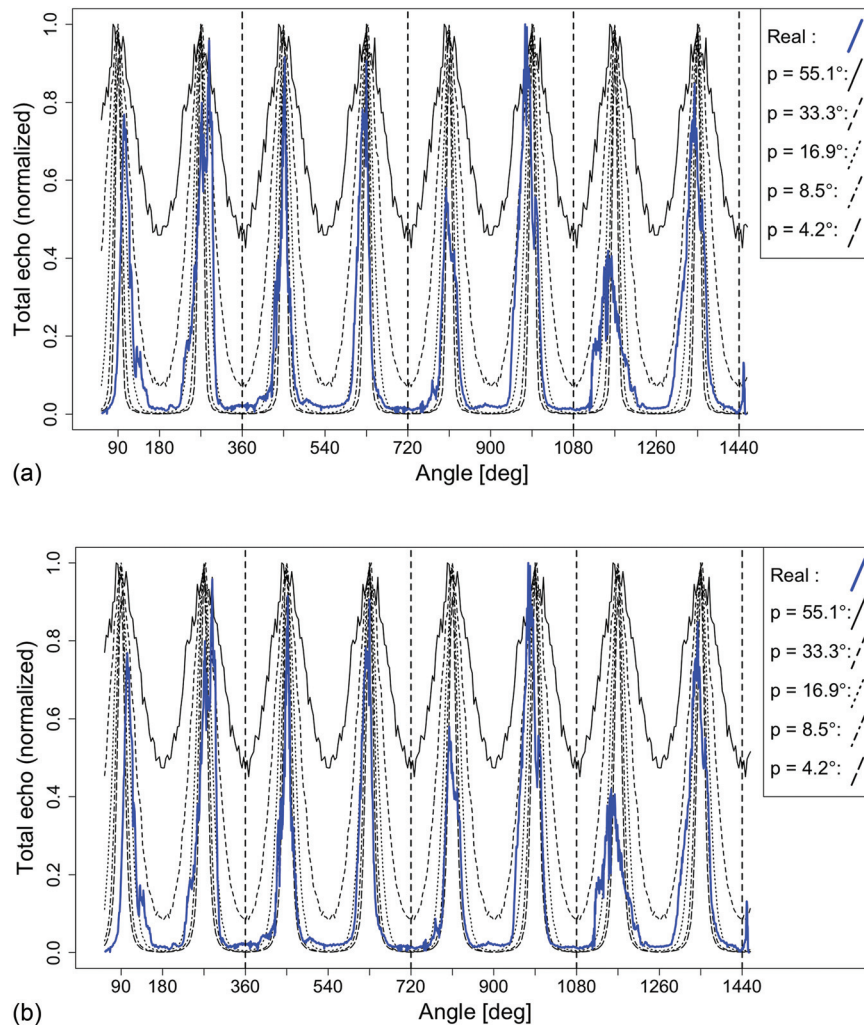 Total echo (normalized)
1.0
0.8
0.6
0.4
0.2
0.0
90 180 360 540 720 900 1080 1260 1440
Angle [deg]
Real :
p = 55.1°:
p = 33.3°:
p = 16.9°:
p = 8.5°:
p = 4.2°:
(a)
Total echo (normalized)
1.0
0.8
0.6
0.4
0.2
0.0
90 180 360 540 720 900 1080 1260 1440
Angle [deg]
Real :
p = 55.1°:
p = 33.3°:
p = 16.9°:
p = 8.5°:
p = 4.2°:
(b)